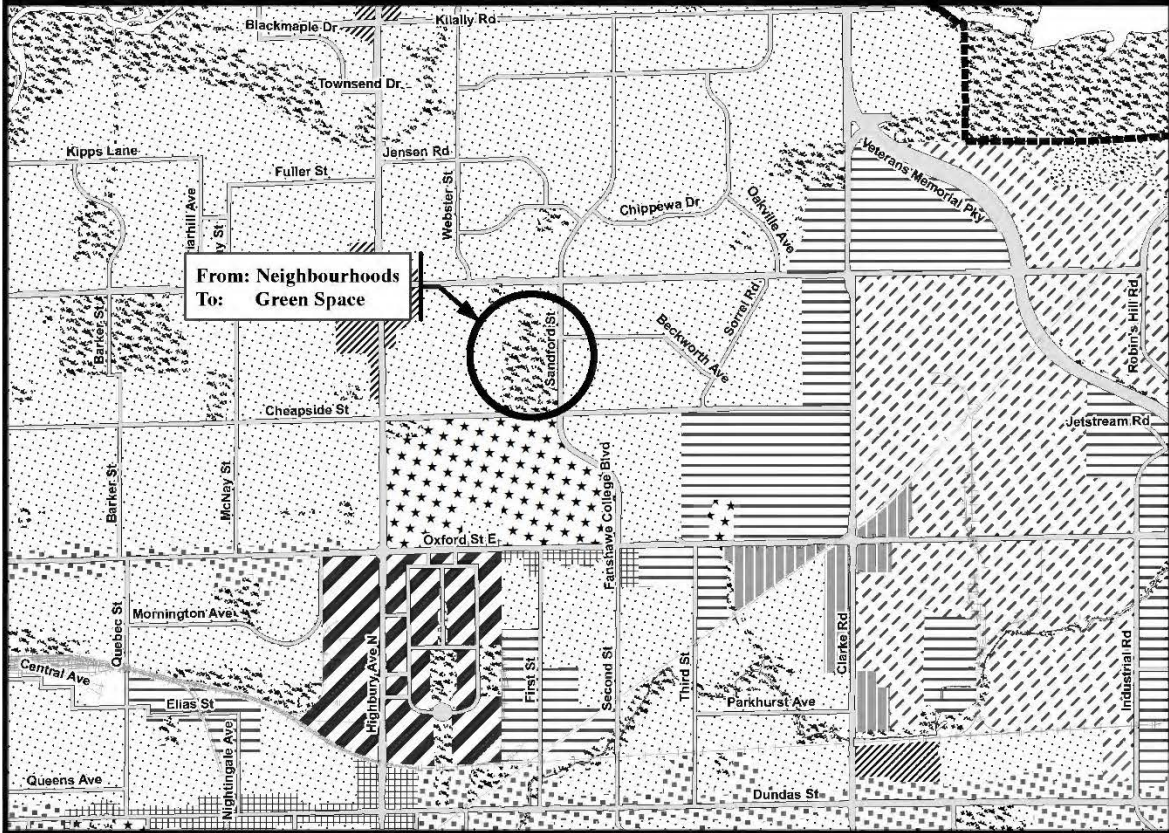 Blackmaple Dr
Kilally Rd
Townsend Dr
Kipps Lane
Jensen Rd
Fuller St
Veterans Memorial Pky
Webster St
Chippewa Dr
Oakville Ave
From: Neighbourhoods
To: Green Space
Barker St
Sandford St
Beckworth Ave
Sorrel Rd
Robin's Hill Rd
Cheapside St
Jetstream Rd
Barker St
McNay St
Fanshawe College Blvd
Oxford St E
Quebec St
Mornington Ave
Highbury Ave N
First St
Second St
Third St
Clarke Rd
Industrial Rd
Central Ave
Elias St
Nightingale Ave
Parkhurst Ave
Queens Ave
Dundas St